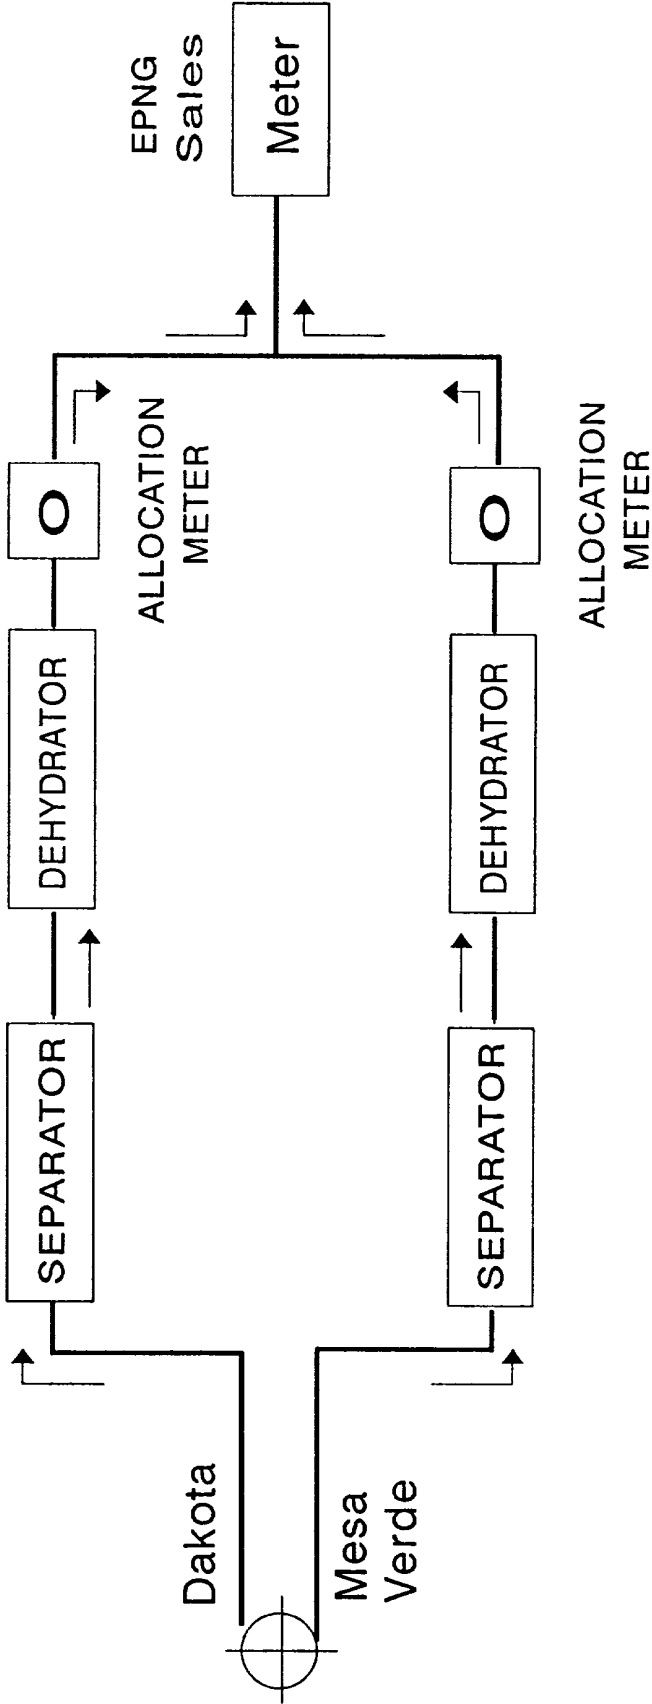 Dakota
Mesa
Verde
SEPARATOR
SEPARATOR
DEHYDRATOR
DEHYDRATOR
O
ALLOCATION
METER
O
ALLOCATION
METER
EPNG
Sales
Meter